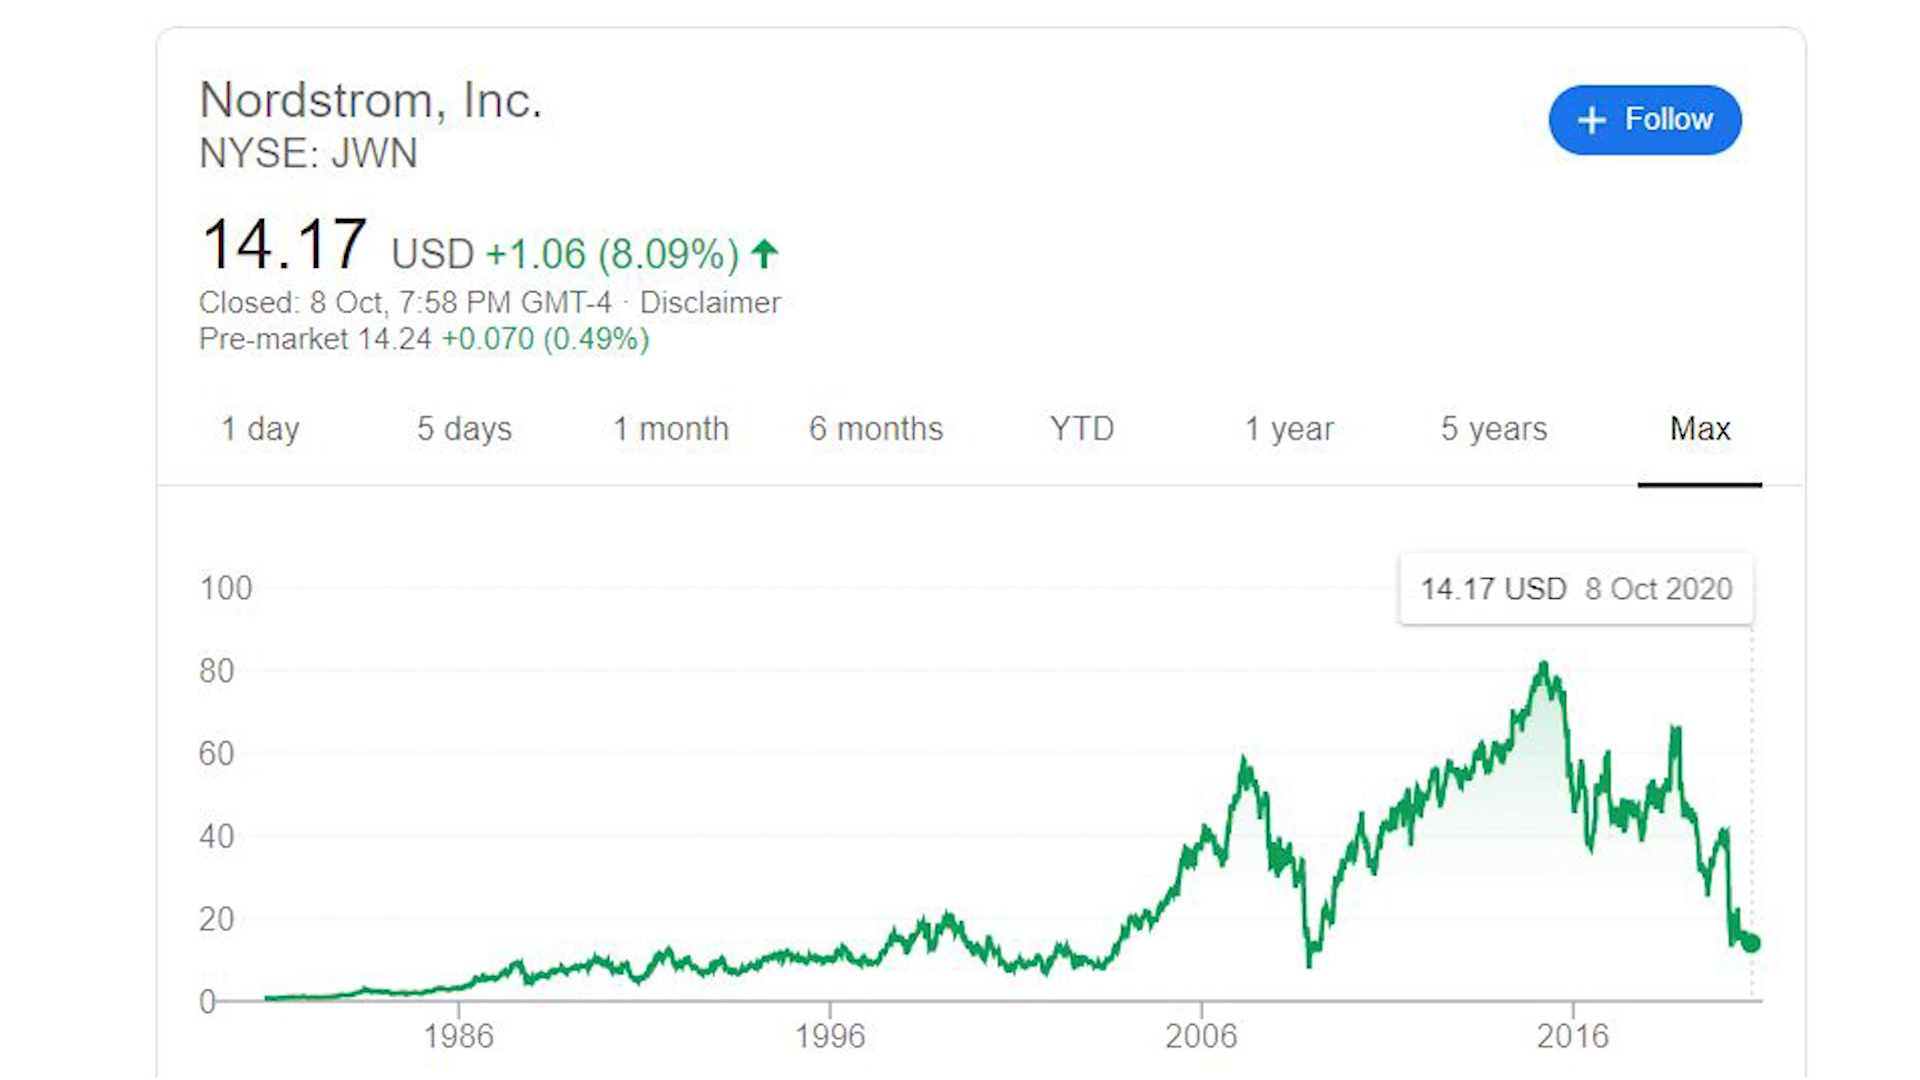 Nordstrom, Inc.
NYSE: JWN
+ Follow
14.17 USD +1.06 (8.09%) ↑
Closed: 8 Oct, 7:58 PM GMT-4 · Disclaimer
Pre-market 14.24 +0.070 (0.49%)
1 day 5 days 1 month 6 months YTD 1 year 5 years Max
14.17 USD 8 Oct 2020
100
80
60
40
20
0
1986 1996 2006 2016